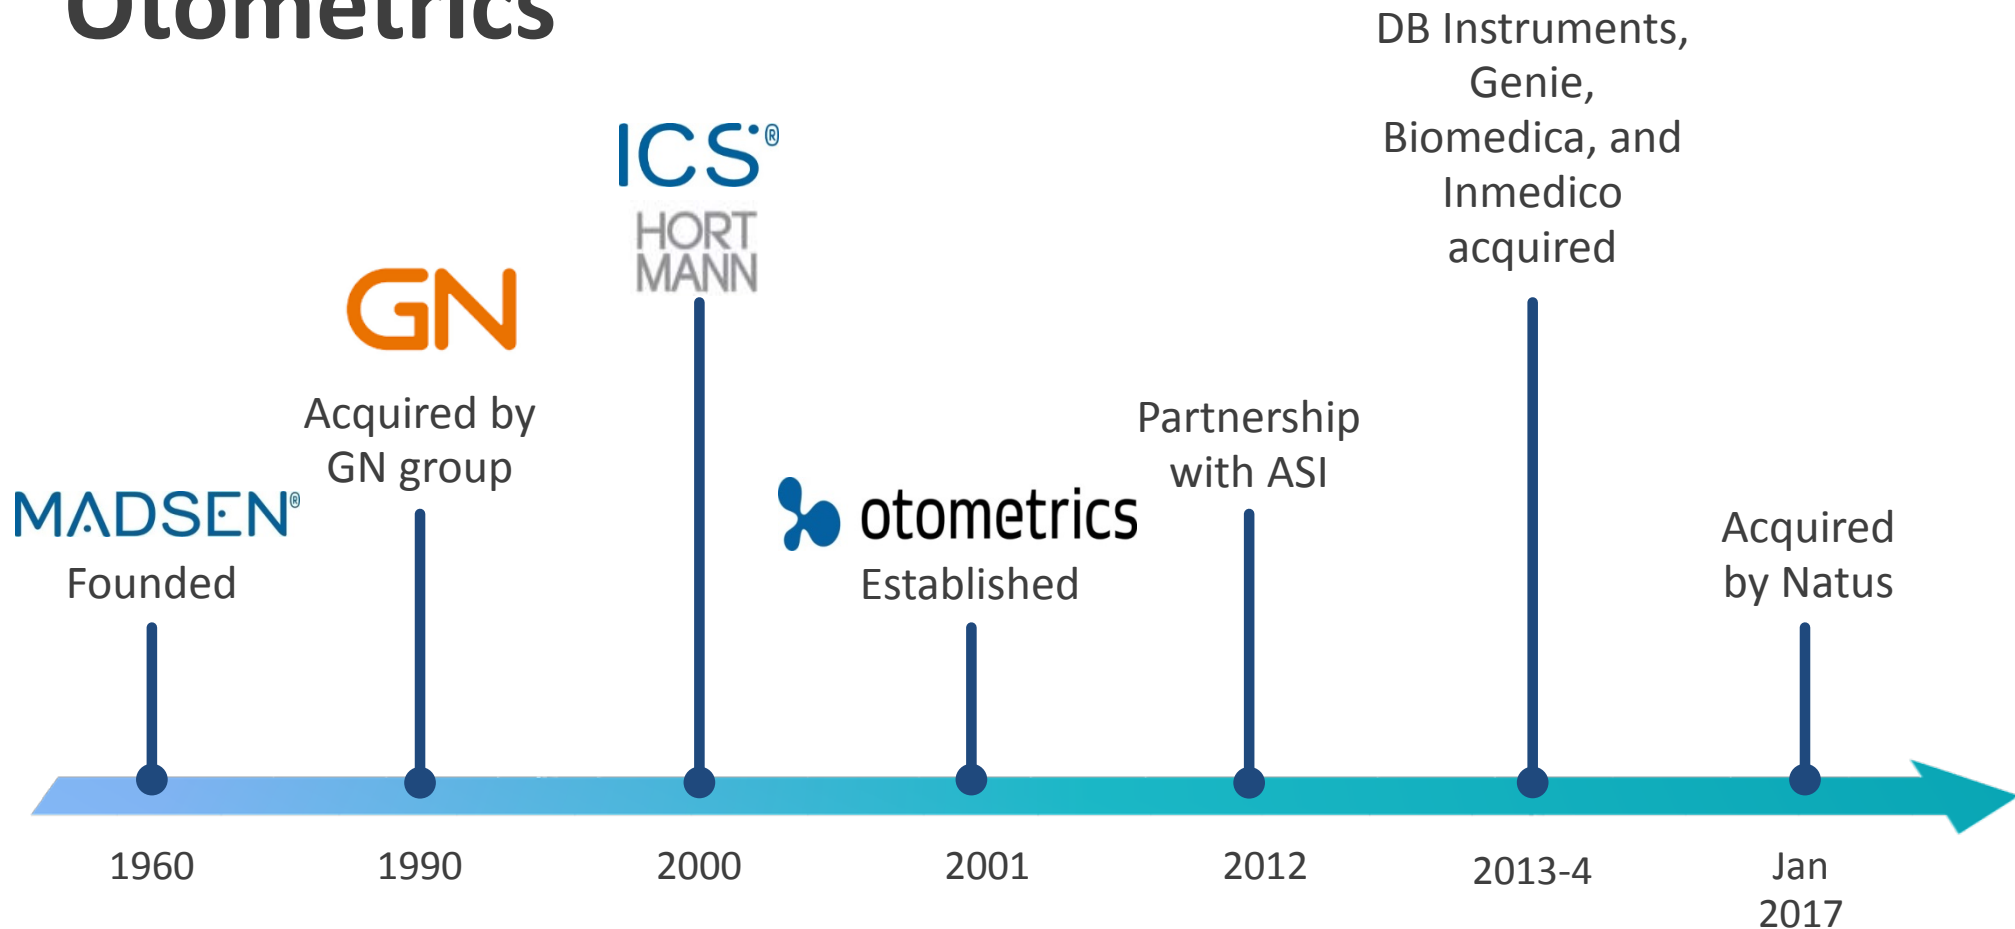 Otometrics
MADSEN®
Founded
GN
Acquired by
GN group
ICS®
HORT
MANN
otometrics
Established
Partnership
with ASI
DB Instruments,
Genie,
Biomedica, and
Inmedico
acquired
Acquired
by Natus
1960
1990
2000
2001
2012
2013-4
Jan
2017